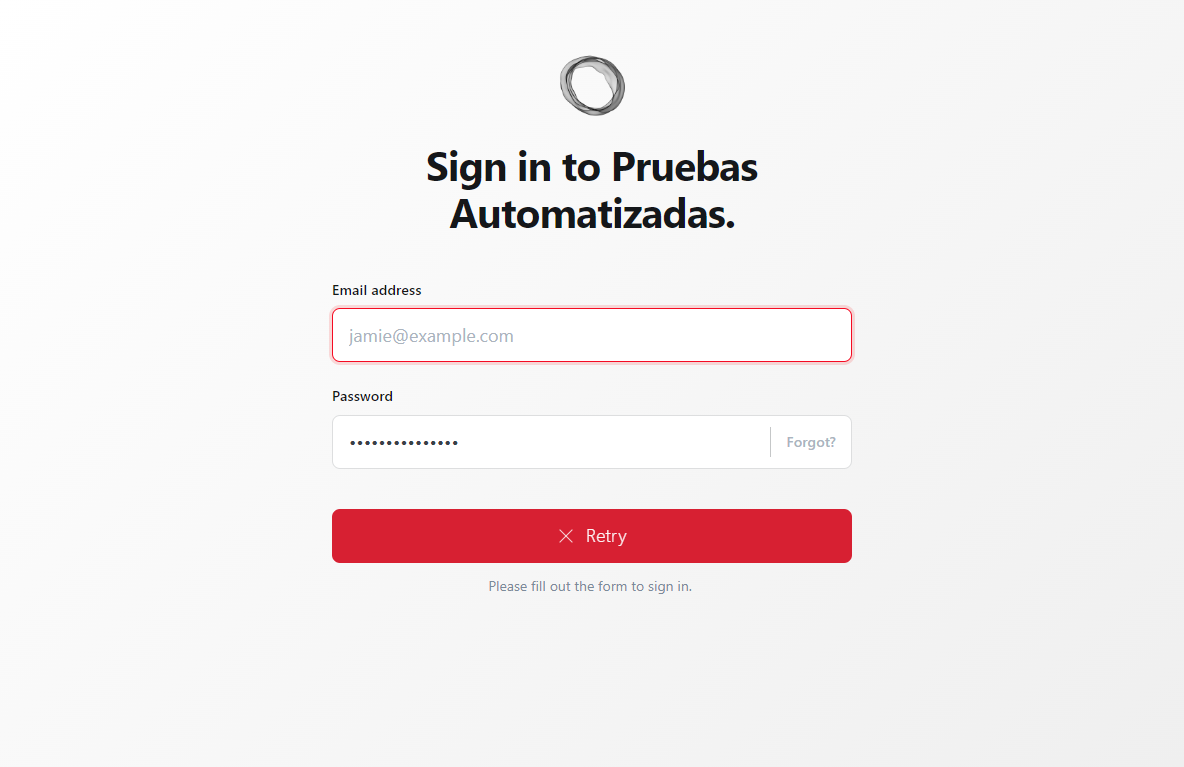 Sign in to Pruebas
Automatizadas.
Email address
jamie@example.com
Password
•••••••••••••••
Forgot?
Retry
Please fill out the form to sign in.